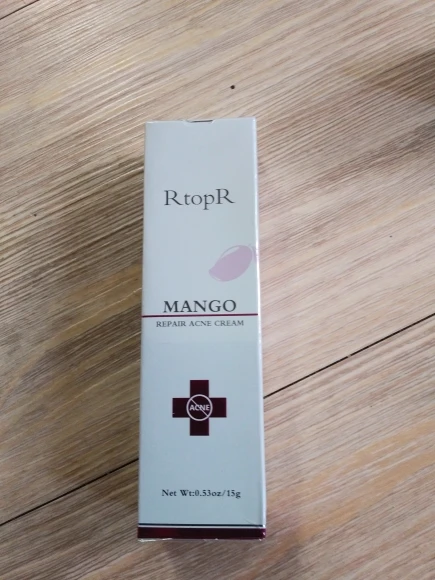 RtopR
MANGO
REPAIR ACNE CREAM
ACNE
Net Wt:0.53oz/15g